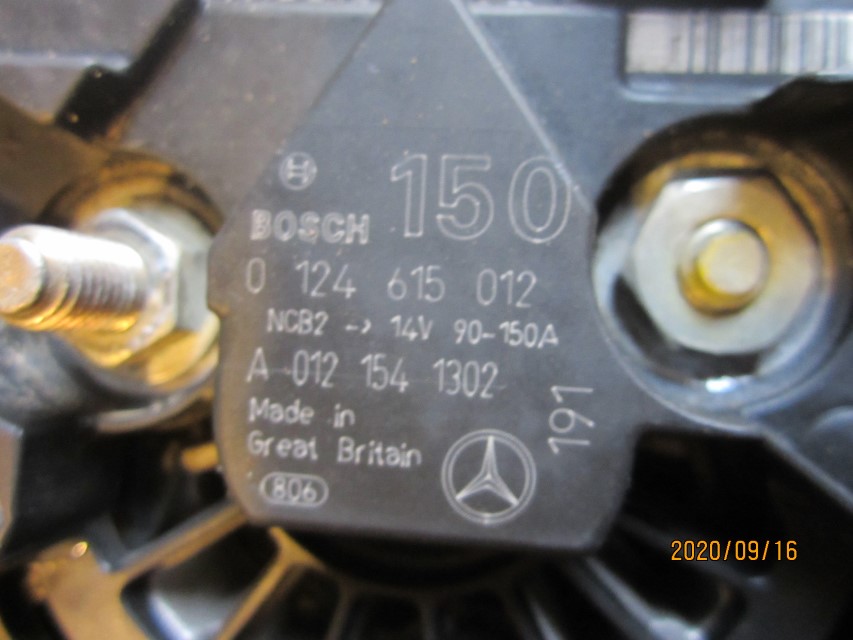 150
BOSCH
0 124 615 012
NCB2 -> 14V 90-150A
A 012 154 1302
Made in
Great Britain
806
191
2020/09/16